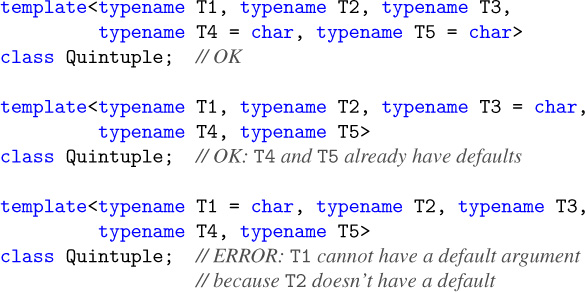 template<typename T1, typename T2, typename T3,
typename T4 = char, typename T5 = char>
class Quintuple; // OK
template<typename T1, typename T2, typename T3 = char,
typename T4, typename T5>
class Quintuple; // OK: T4 and T5 already have defaults
template<typename T1 = char, typename T2, typename T3,
typename T4, typename T5>
class Quintuple; // ERROR: T1 cannot have a default argument
// because T2 doesn't have a default